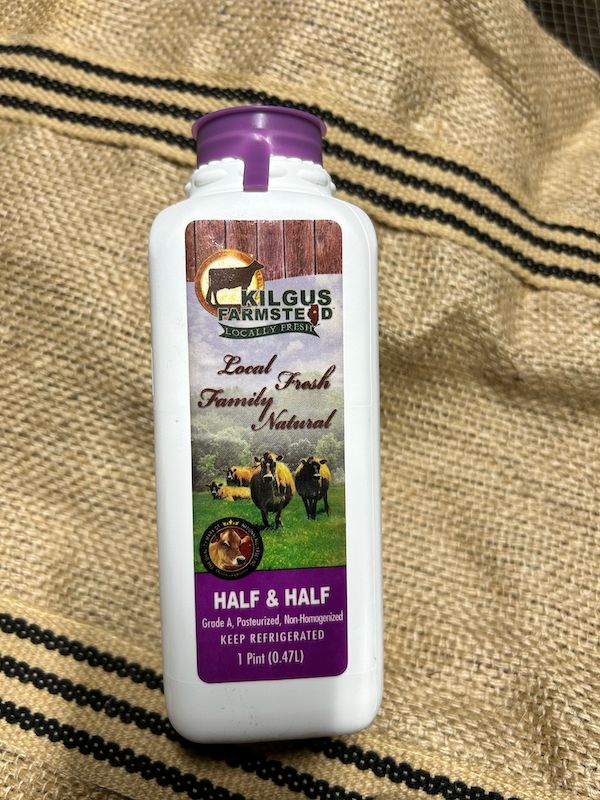 KILGUS
FARMSTEAD
LOCALLY FRESH
Local Fresh
Family
Natural
HALF & HALF
Grade A, Pasteurized, Non-Homogenized
KEEP REFRIGERATED
1 Pint (0.47L)